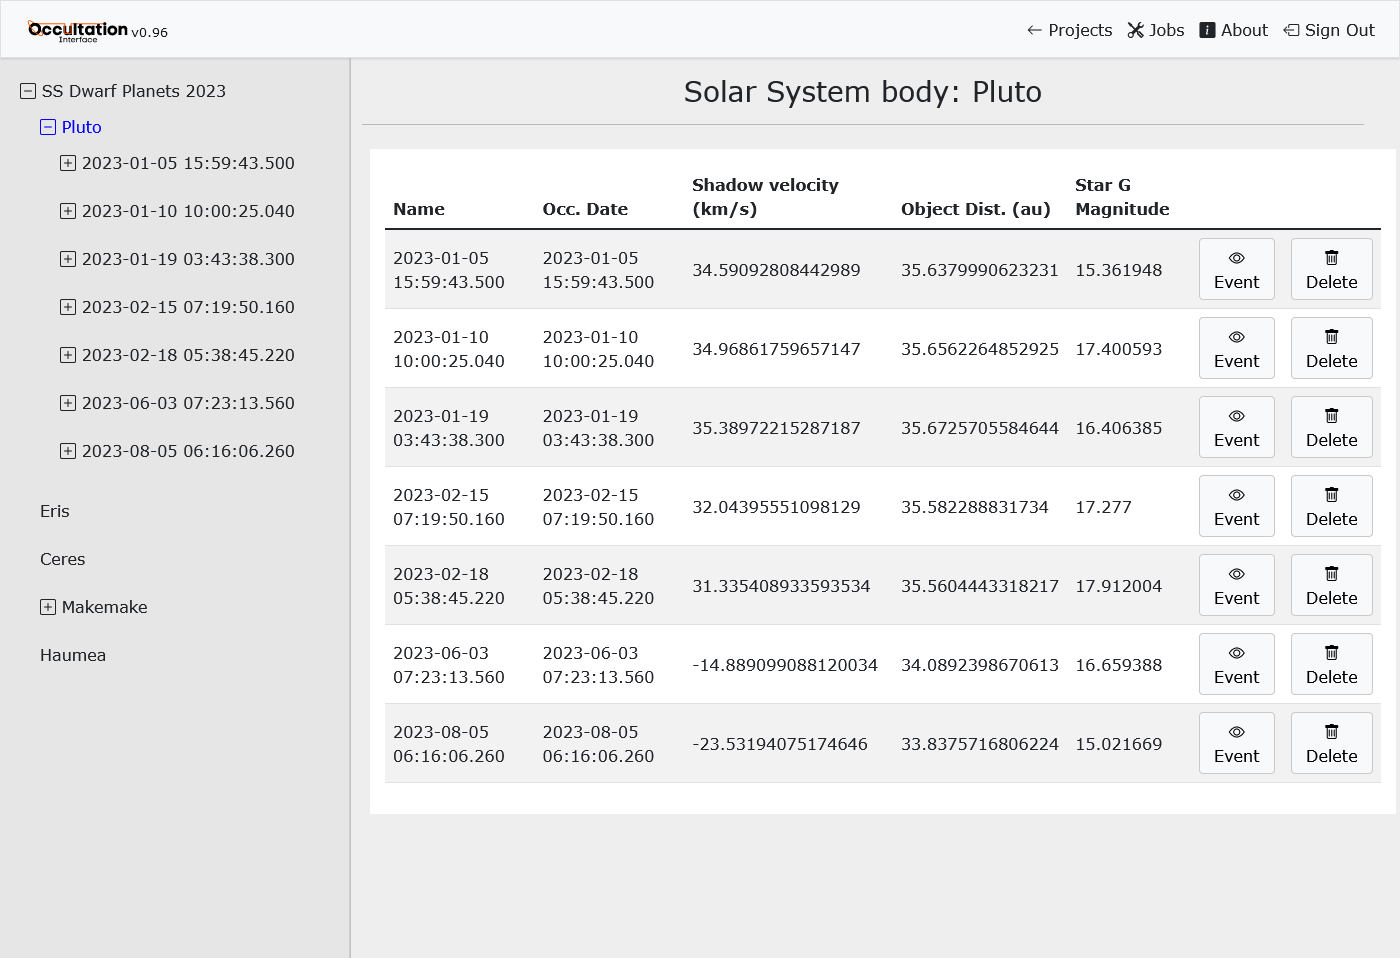 Occultation
Interface
v0.96
Projects Jobs About Sign Out
SS Dwarf Planets 2023
Pluto
2023-01-05 15:59:43.500
2023-01-10 10:00:25.040
2023-01-19 03:43:38.300
2023-02-15 07:19:50.160
2023-02-18 05:38:45.220
2023-06-03 07:23:13.560
2023-08-05 06:16:06.260
Eris
Ceres
Makemake
Haumea
Solar System body: Pluto
Name Occ. Date Shadow velocity (km/s) Object Dist. (au) Star G Magnitude
2023-01-05 15:59:43.500 2023-01-05 15:59:43.500 34.59092808442989 35.6379990623231 15.361948 Event Delete
2023-01-10 10:00:25.040 2023-01-10 10:00:25.040 34.96861759657147 35.6562264852925 17.400593 Event Delete
2023-01-19 03:43:38.300 2023-01-19 03:43:38.300 35.38972215287187 35.6725705584644 16.406385 Event Delete
2023-02-15 07:19:50.160 2023-02-15 07:19:50.160 32.04395551098129 35.582288831734 17.277 Event Delete
2023-02-18 05:38:45.220 2023-02-18 05:38:45.220 31.335408933593534 35.5604443318217 17.912004 Event Delete
2023-06-03 07:23:13.560 2023-06-03 07:23:13.560 -14.889099088120034 34.0892398670613 16.659388 Event Delete
2023-08-05 06:16:06.260 2023-08-05 06:16:06.260 -23.53194075174646 33.8375716806224 15.021669 Event Delete